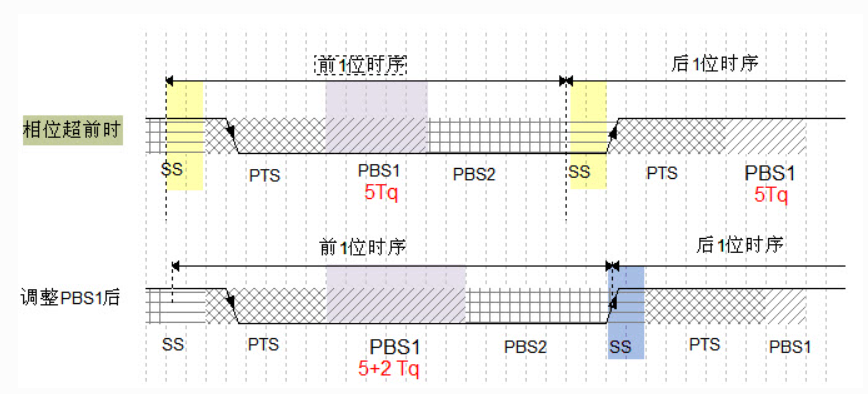 前1位时序 后1位时序
相位超前时
SS PTS PBS1 PBS2 SS PTS PBS1
5Tq 5Tq
前1位时序 后1位时序
调整PBS1后
SS PTS PBS1 PBS2 SS PTS PBS1
5+2 Tq